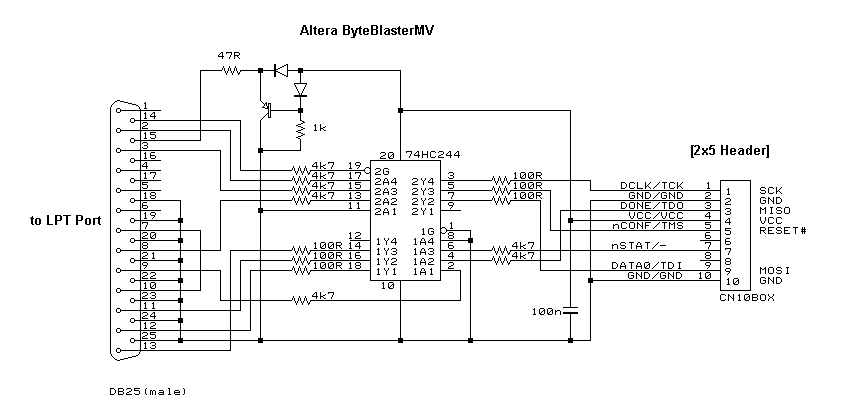 Altera ByteBlasterMV
47R
1k
20 74HC244
[2x5 Header]
to LPT Port
1
14
2
15
3
16
4
17
5
18
6
19
7
20
8
21
9
22
10
23
11
24
12
25
13
4k7 19 2G
4k7 17 2A4 2Y4 3 100R
4k7 15 2A3 2Y3 5 100R
4k7 13 2A2 2Y2 7 100R
11 2A1 2Y1 9
1G 1
12 1Y4 1A4 8
100R 14 1Y3 1A3 6 4k7
100R 16 1Y2 1A2 4 4k7
100R 18 1Y1 1A1 2
10
4k7
100n
DCLK/TCK 1 1 SCK
GND/GND 2 2 GND
DONE/TDO 3 3 MISO
VCC/VCC 4 4 VCC
nCONF/TMS 5 5 RESET#
6 6
nSTAT/- 7 7
8 8
DATA0/TDI 9 9 MOSI
GND/GND 10 10 GND
CN10BOX
DB25(male)